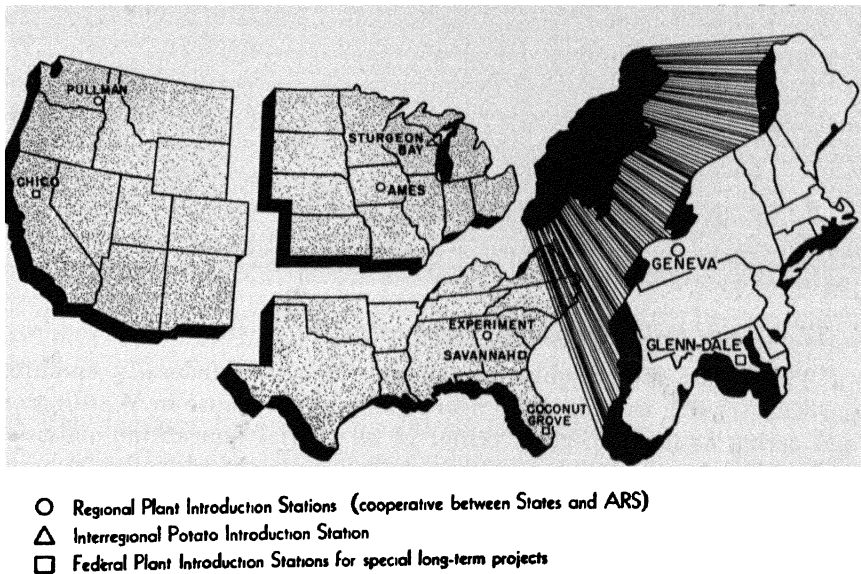 PULLMAN
CHICO
STURGEON
BAY
AMES
EXPERIMENT
SAVANNAH
COCONUT
GROVE
GENEVA
GLENN-DALE
Regional Plant Introduction Stations (cooperative between States and ARS)
Interregional Potato Introduction Station
Federal Plant Introduction Stations for special long-term projects